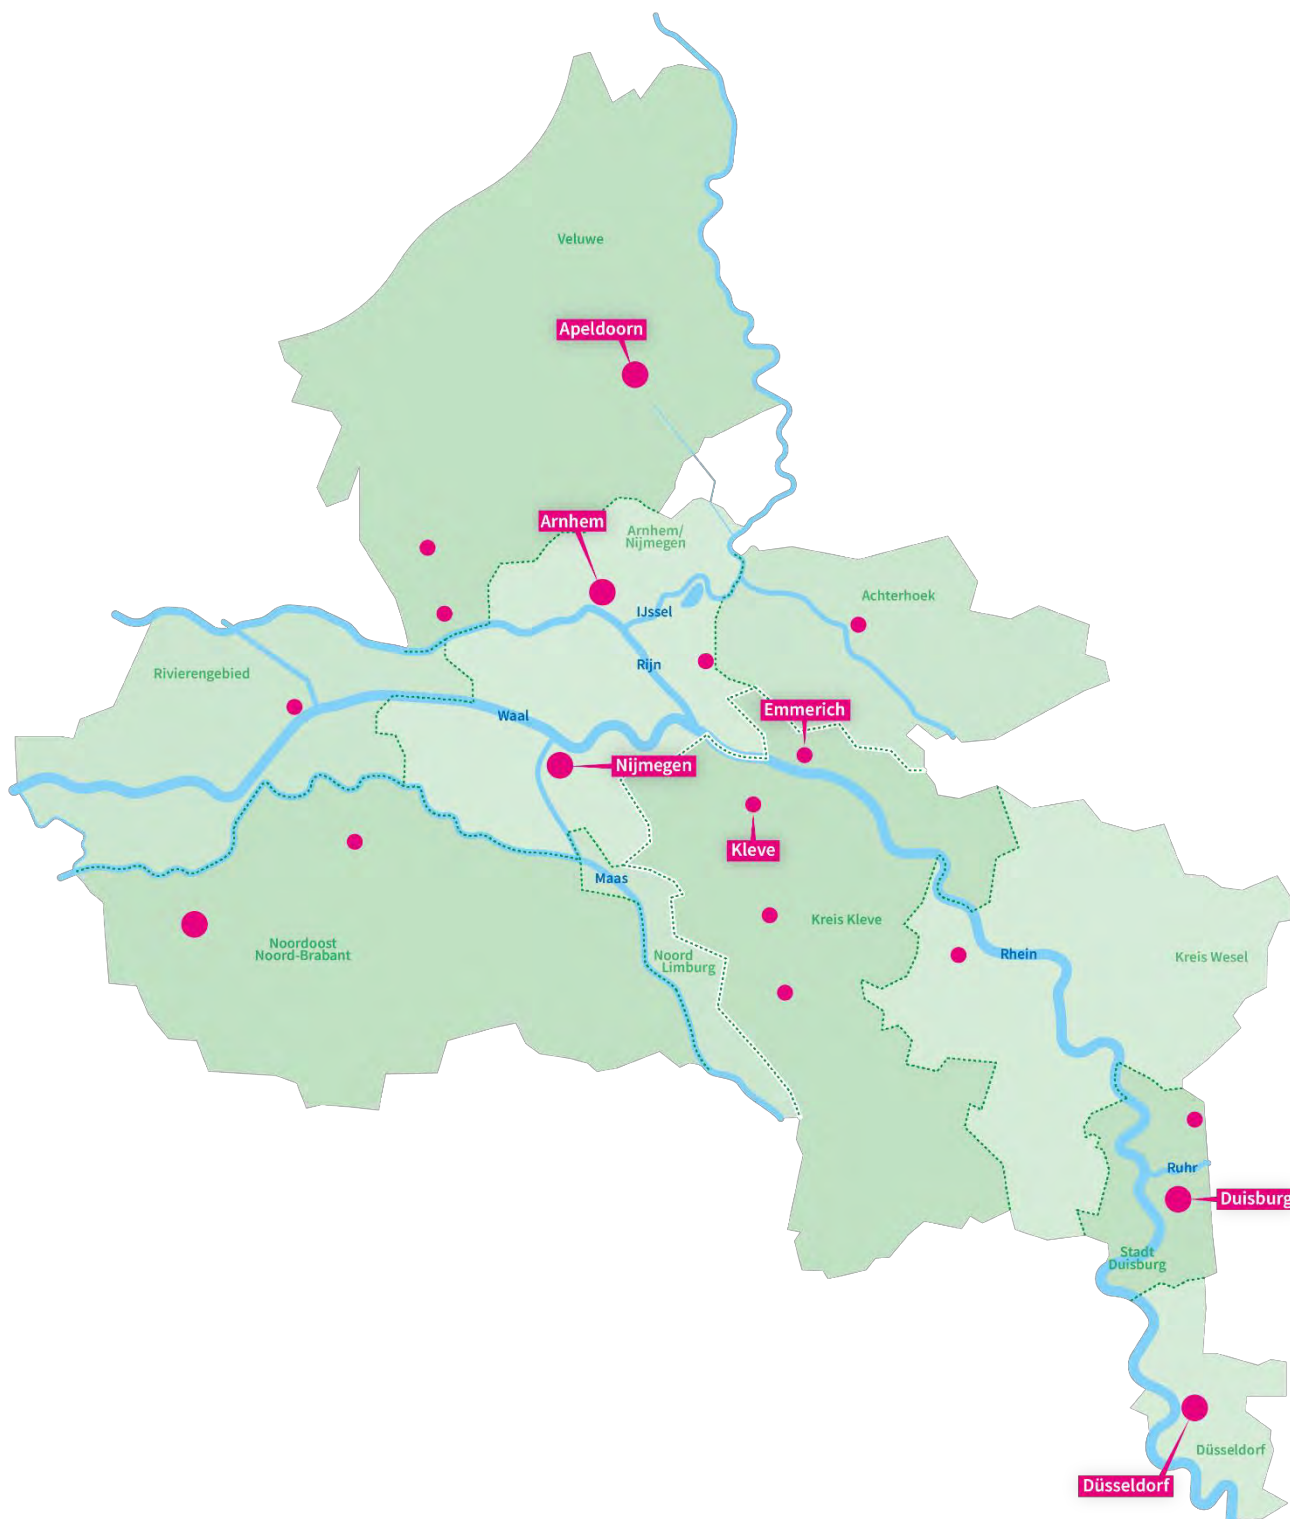 Veluwe
Apeldoorn
Arnhem
Arnhem/
Nijmegen
Achterhoek
IJssel
Rivierengebied
Rijn
Emmerich
Waal
Nijmegen
Kleve
Maas
Kreis Kleve
Noordoost
Noord-Brabant
Noord
Limburg
Rhein
Kreis Wesel
Ruhr
Duisburg
Stadt
Duisburg
Düsseldorf
Düsseldorf